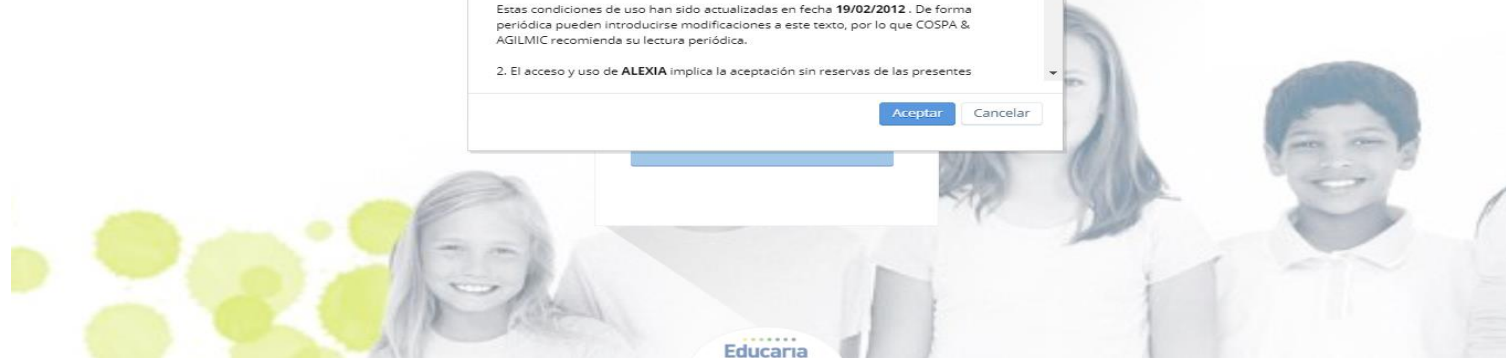 Estas condiciones de uso han sido actualizadas en fecha 19/02/2012 . De forma
periódica pueden introducirse modificaciones a este texto, por lo que COSPA &
AGILMIC recomienda su lectura periódica.
2. El acceso y uso de ALEXIA implica la aceptación sin reservas de las presentes
Aceptar Cancelar
Educaria